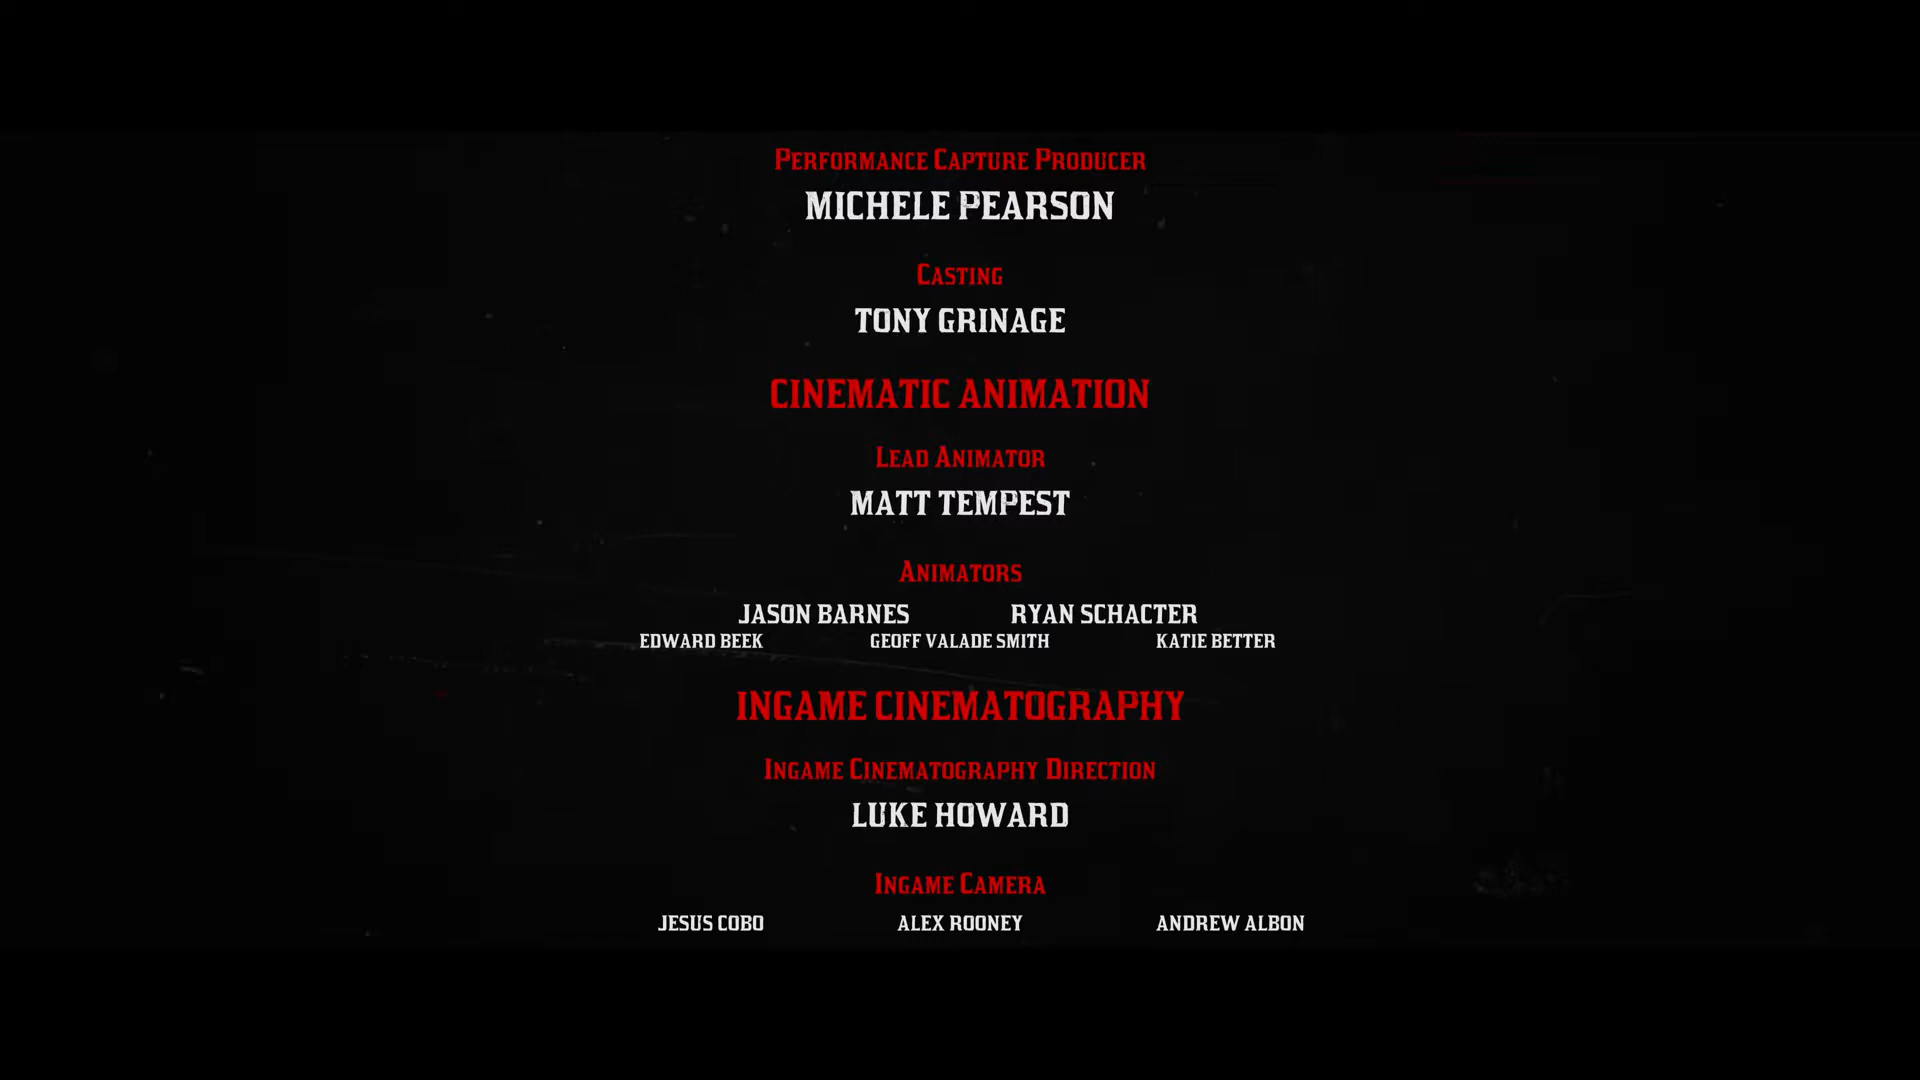 PERFORMANCE CAPTURE PRODUCER
MICHELE PEARSON
CASTING
TONY GRINAGE
CINEMATIC ANIMATION
LEAD ANIMATOR
MATT TEMPEST
ANIMATORS
JASON BARNES RYAN SCHACTER
EDWARD BEEK GEOFF VALADE SMITH KATIE BETTER
INGAME CINEMATOGRAPHY
INGAME CINEMATOGRAPHY DIRECTION
LUKE HOWARD
INGAME CAMERA
JESUS COBO ALEX ROONEY ANDREW ALBON